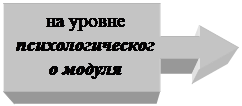 на уровне
психологическог
о модуля